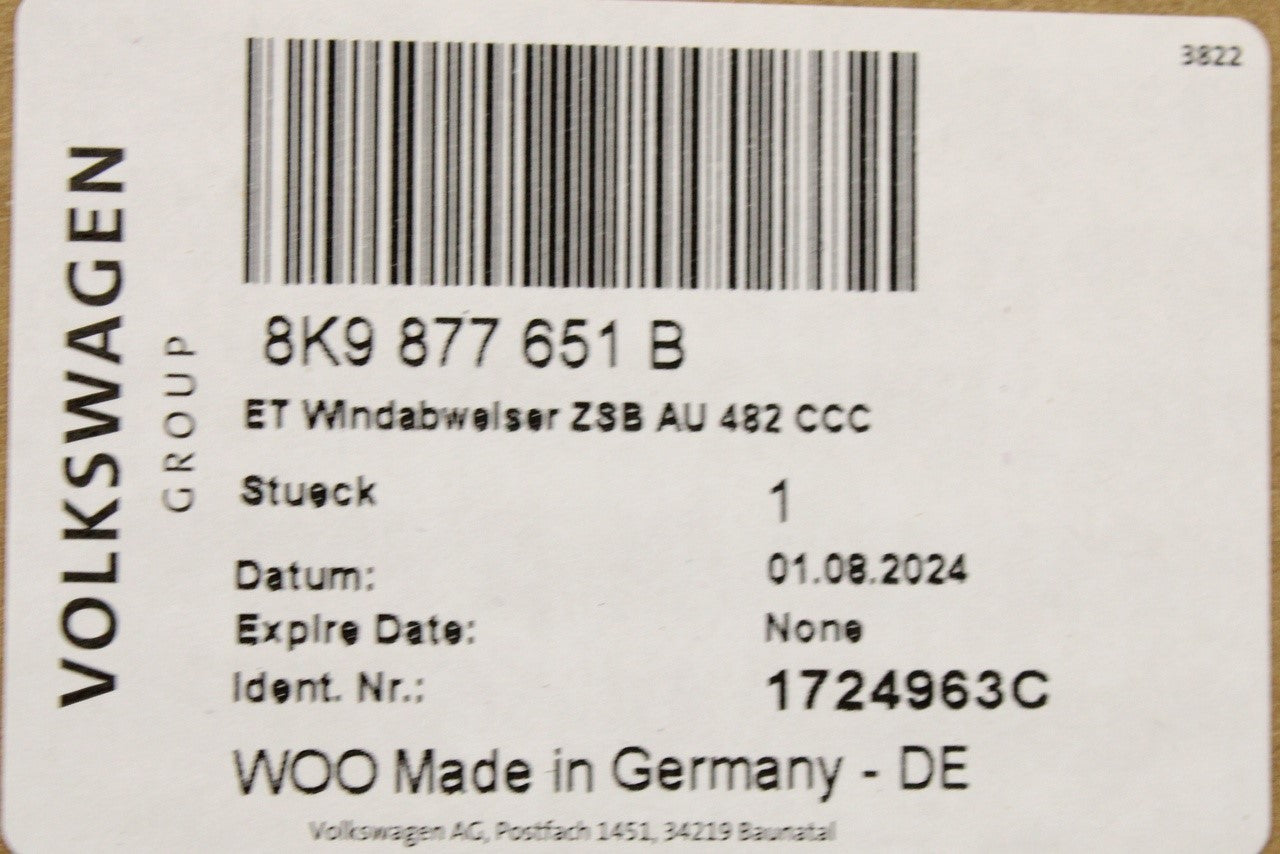 3822
VOLKSWAGEN
GROUP
8K9 877 651 B
ET Windabweiser ZSB AU 482 CCC
Stueck 1
Datum: 01.08.2024
Expire Date: None
Ident. Nr.: 1724963C
WOO Made in Germany - DE
Volkswagen AG, Postfach 1451, 34219 Baunatal